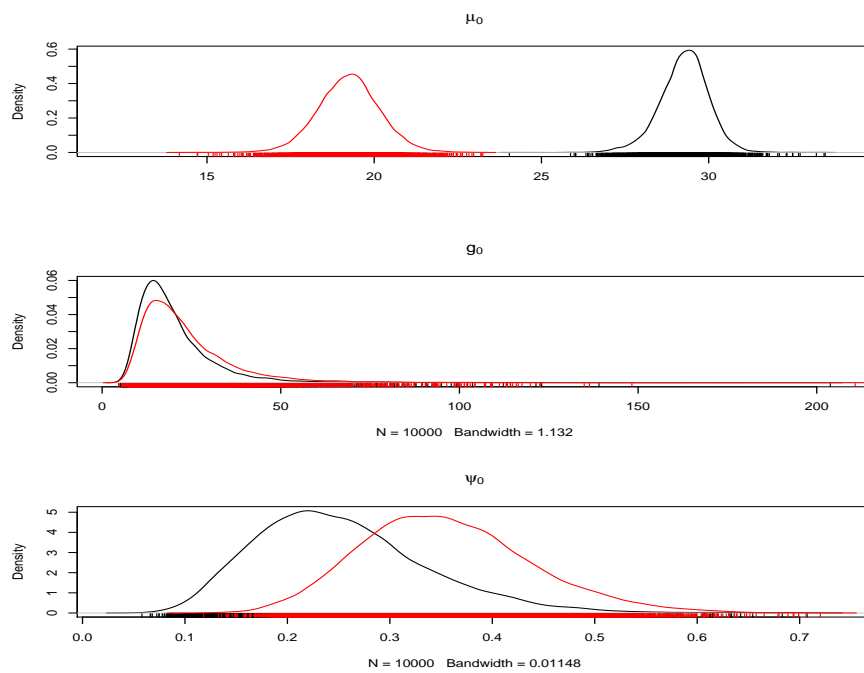 μ₀
Density
0.0 0.2 0.4 0.6
15 20 25 30
g₀
Density
0.00 0.02 0.04 0.06
0 50 100 150 200
N = 10000 Bandwidth = 1.132
ψ₀
Density
0 1 2 3 4 5
0.0 0.1 0.2 0.3 0.4 0.5 0.6 0.7
N = 10000 Bandwidth = 0.01148